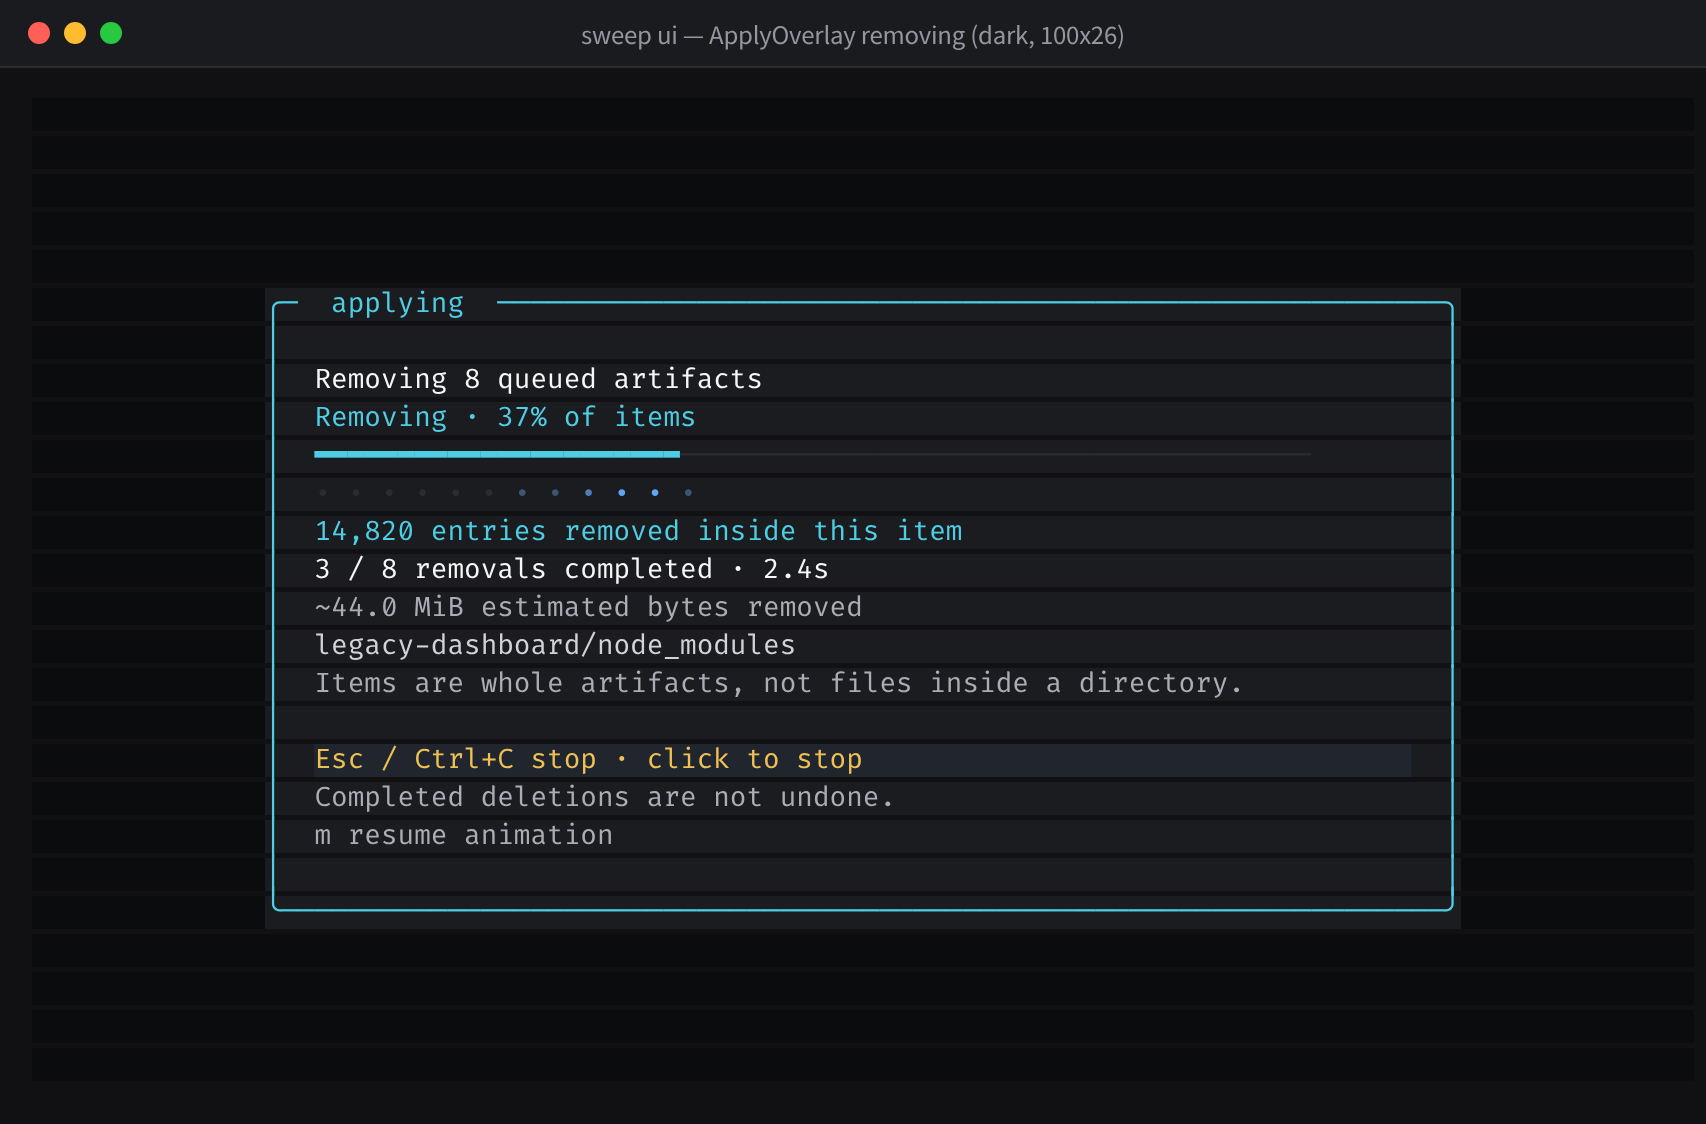 sweep ui — ApplyOverlay removing (dark, 100x26)
applying
Removing 8 queued artifacts
Removing · 37% of items
14,820 entries removed inside this item
3 / 8 removals completed · 2.4s
~44.0 MiB estimated bytes removed
legacy-dashboard/node_modules
Items are whole artifacts, not files inside a directory.
Esc / Ctrl+C stop · click to stop
Completed deletions are not undone.
m resume animation